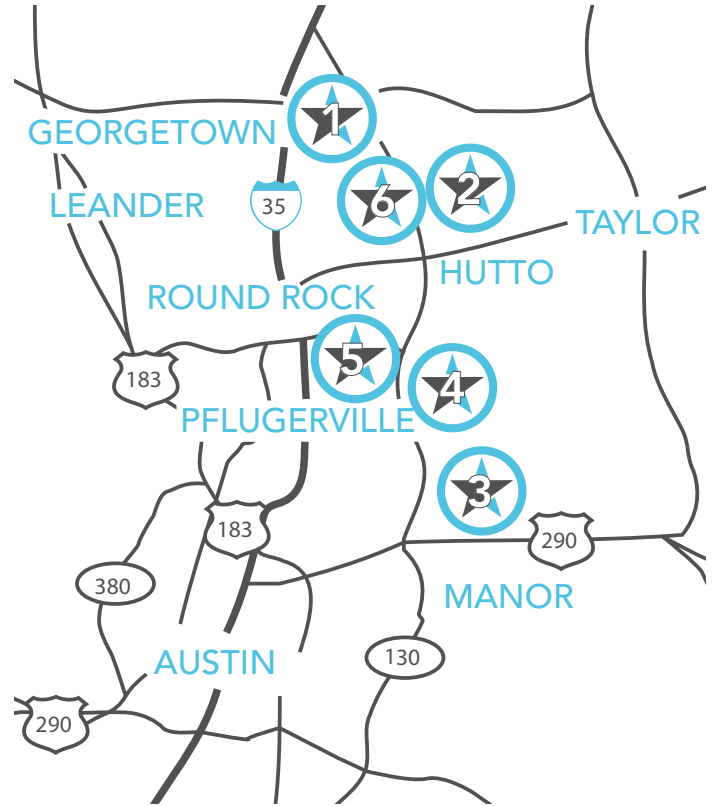 1
GEORGETOWN
6
2
LEANDER
35
TAYLOR
HUTTO
ROUND ROCK
5
183
4
PFLUGERVILLE
3
183
290
380
MANOR
130
AUSTIN
290